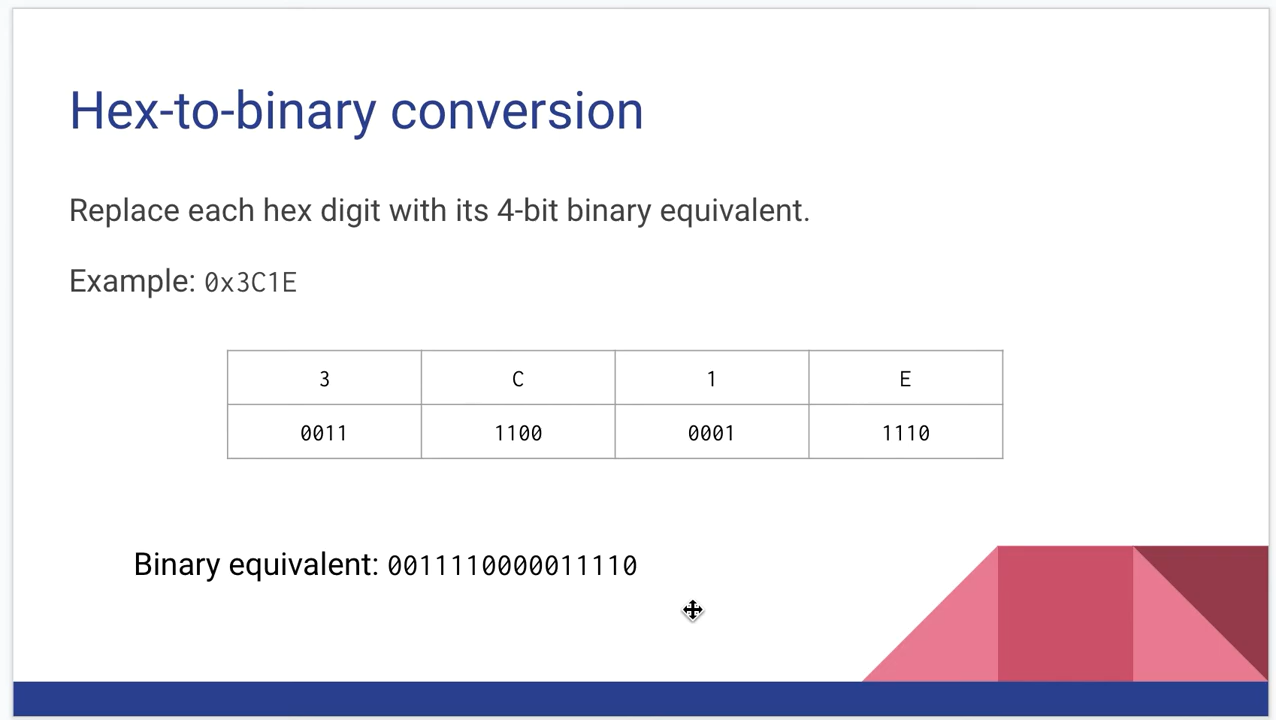 Hex-to-binary conversion
Replace each hex digit with its 4-bit binary equivalent.
Example: 0x3C1E
3 C 1 E
0011 1100 0001 1110
Binary equivalent: 0011110000011110